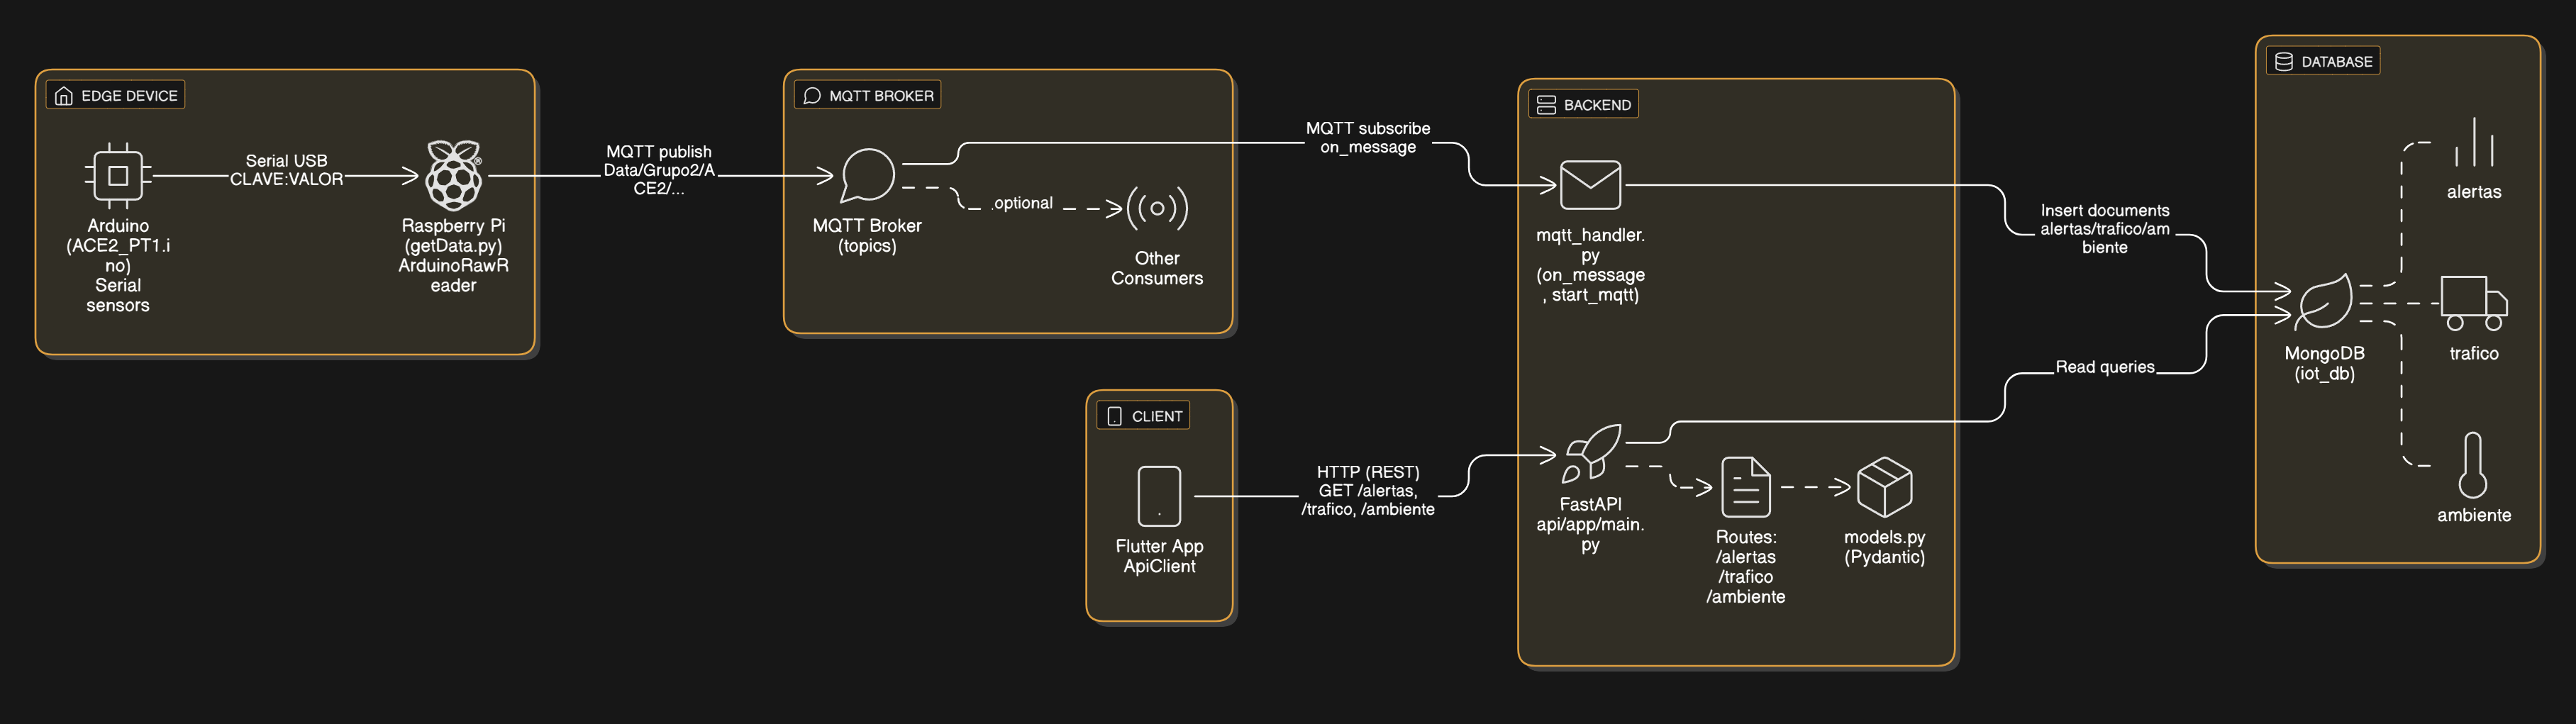 EDGE DEVICE
Arduino
(ACE2_PT1.i
no)
Serial
sensors
Serial USB
CLAVE:VALOR
Raspberry Pi
(getData.py)
ArduinoRawR
eader
MQTT publish
Data/Grupo2/A
CE2/...
MQTT BROKER
MQTT Broker
(topics)
optional
Other
Consumers
MQTT subscribe
on_message
CLIENT
Flutter App
ApiClient
HTTP (REST)
GET /alertas,
/trafico, /ambiente
BACKEND
mqtt_handler.
py
(on_message
, start_mqtt)
FastAPI
api/app/main.
py
Routes:
/alertas
/trafico
/ambiente
models.py
(Pydantic)
Insert documents
alertas/trafico/am
biente
Read queries
DATABASE
MongoDB
(iot_db)
alertas
trafico
ambiente